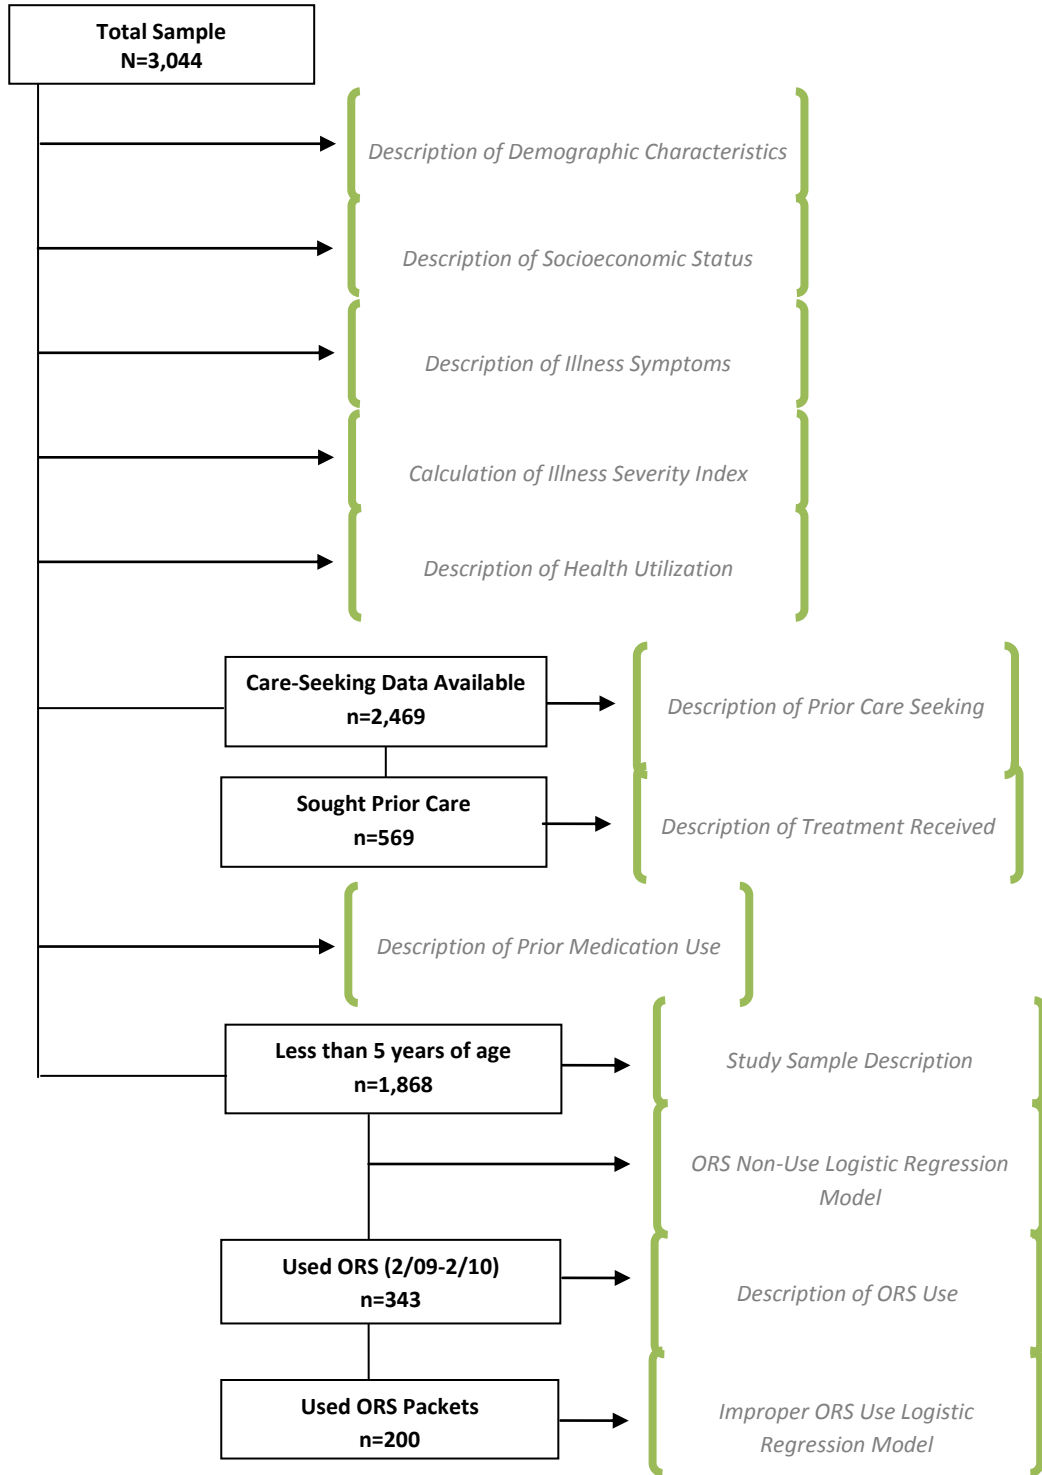 Total Sample
N=3,044
Description of Demographic Characteristics
Description of Socioeconomic Status
Description of Illness Symptoms
Calculation of Illness Severity Index
Description of Health Utilization
Care-Seeking Data Available
n=2,469
Description of Prior Care Seeking
Sought Prior Care
n=569
Description of Treatment Received
Description of Prior Medication Use
Less than 5 years of age
n=1,868
Study Sample Description
ORS Non-Use Logistic Regression
Model
Used ORS (2/09-2/10)
n=343
Description of ORS Use
Used ORS Packets
n=200
Improper ORS Use Logistic
Regression Model